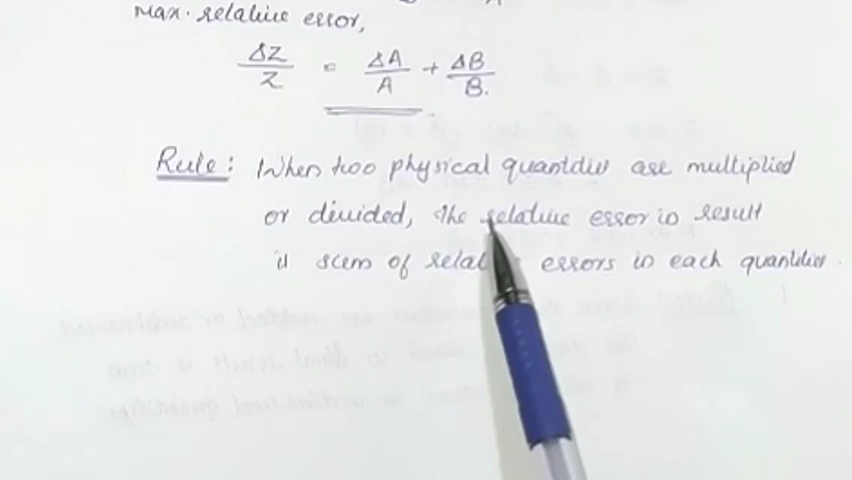 Max. relative error,
ΔZ/Z = ΔA/A + ΔB/B.
Rule: When two physical quantities are multiplied
or divided, the relative error in result
is sum of relative errors in each quantities.